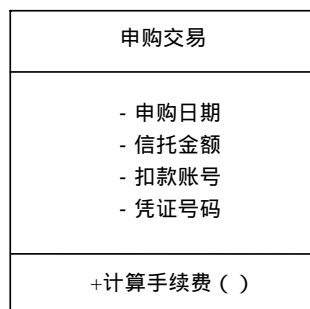 申购交易
- 申购日期
- 信托金额
- 扣款账号
- 凭证号码
+计算手续费（ ）